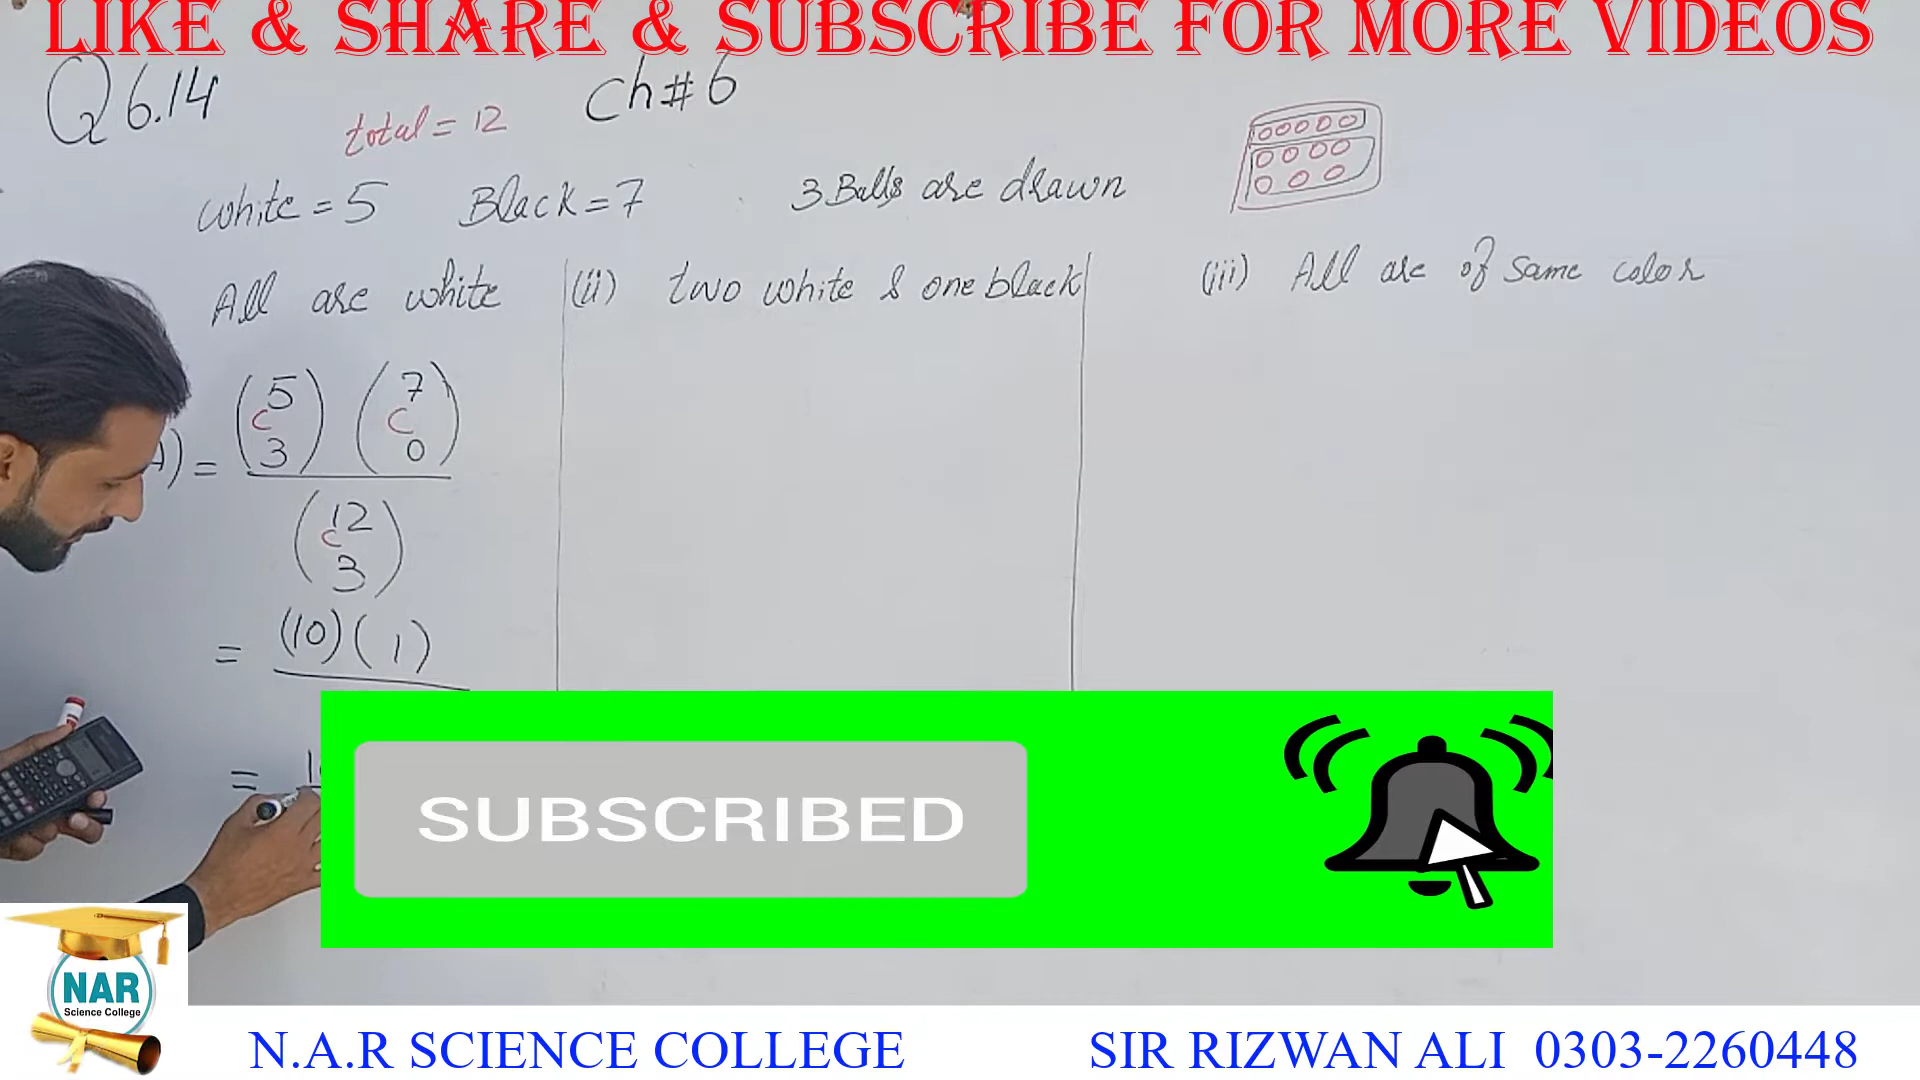 LIKE & SHARE & SUBSCRIBE FOR MORE VIDEOS
Q 6.14
Ch#6
total = 12
white = 5 Black = 7 3 Balls are drawn
All are white
(5 C 3) (7 C 0)
=
(12 C 3)
= (10)(1)
=
(ii) two white & one black
(iii) All are of same color
SUBSCRIBED
NAR
Science College
N.A.R SCIENCE COLLEGE SIR RIZWAN ALI 0303-2260448